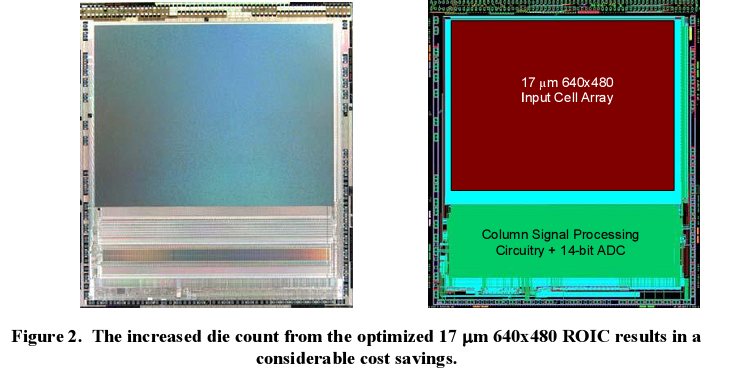 17 μm 640x480
Input Cell Array
Column Signal Processing
Circuitry + 14-bit ADC
Figure 2.  The increased die count from the optimized 17 μm 640x480 ROIC results in a
considerable cost savings.